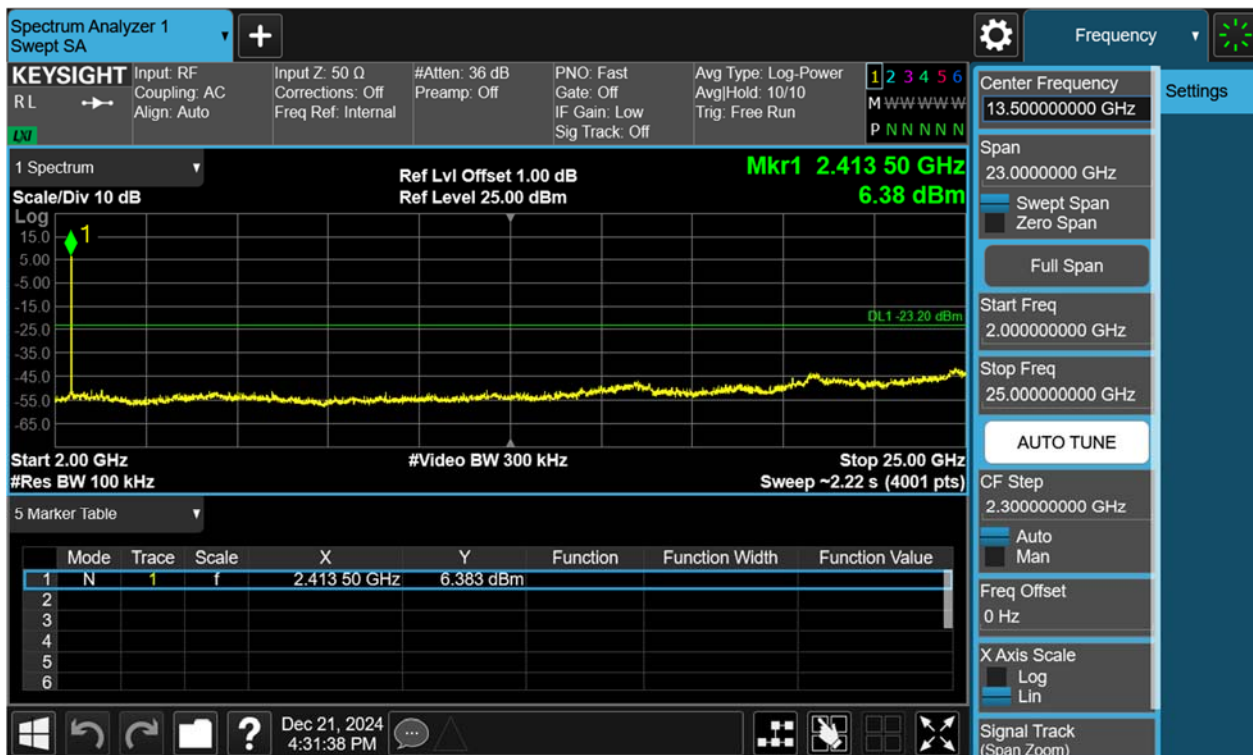 Spectrum Analyzer 1
Swept SA
+
Frequency
KEYSIGHT
R L
LXI
Input: RF
Coupling: AC
Align: Auto
Input Z: 50 Ω
Corrections: Off
Freq Ref: Internal
#Atten: 36 dB
Preamp: Off
PNO: Fast
Gate: Off
IF Gain: Low
Sig Track: Off
Avg Type: Log-Power
Avg|Hold: 10/10
Trig: Free Run
1 2 3 4 5 6
M W W W W W
P N N N N N
1 Spectrum
Scale/Div 10 dB
Ref Lvl Offset 1.00 dB
Ref Level 25.00 dBm
Mkr1 2.413 50 GHz
6.38 dBm
Log
15.0
5.00
-5.00
-15.0
-25.0
-35.0
-45.0
-55.0
-65.0
1
DL1 -23.20 dBm
Start 2.00 GHz
#Video BW 300 kHz
Stop 25.00 GHz
#Res BW 100 kHz
Sweep ~2.22 s (4001 pts)
5 Marker Table
Mode Trace Scale X Y Function Function Width Function Value
1 N 1 f 2.413 50 GHz 6.383 dBm
2
3
4
5
6
?
Dec 21, 2024
4:31:38 PM
Center Frequency
13.500000000 GHz
Span
23.0000000 GHz
Swept Span
Zero Span
Full Span
Start Freq
2.000000000 GHz
Stop Freq
25.000000000 GHz
AUTO TUNE
CF Step
2.300000000 GHz
Auto
Man
Freq Offset
0 Hz
X Axis Scale
Log
Lin
Signal Track
(Span Zoom)
Settings